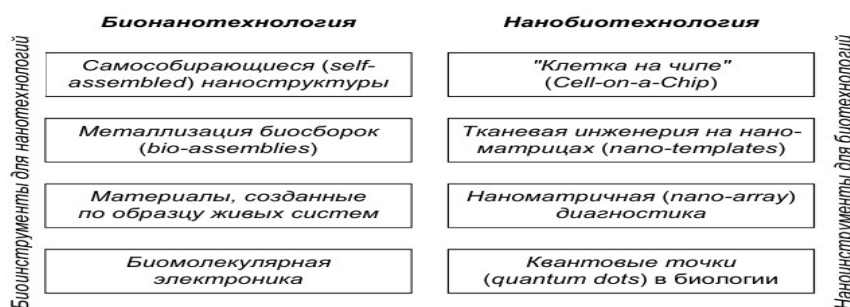 Бионанотехнология
Нанобиотехнология
Биоинструменты для нанотехнологий
Самособирающиеся (self-
assembled) наноструктуры
Металлизация биосборок
(bio-assemblies)
Материалы, созданные
по образцу живых систем
Биомолекулярная
электроника
"Клетка на чипе"
(Cell-on-a-Chip)
Тканевая инженерия на нано-
матрицах (nano-templates)
Наноматричная (nano-array)
диагностика
Квантовые точки
(quantum dots) в биологии
Наноинструменты для биотехнологий